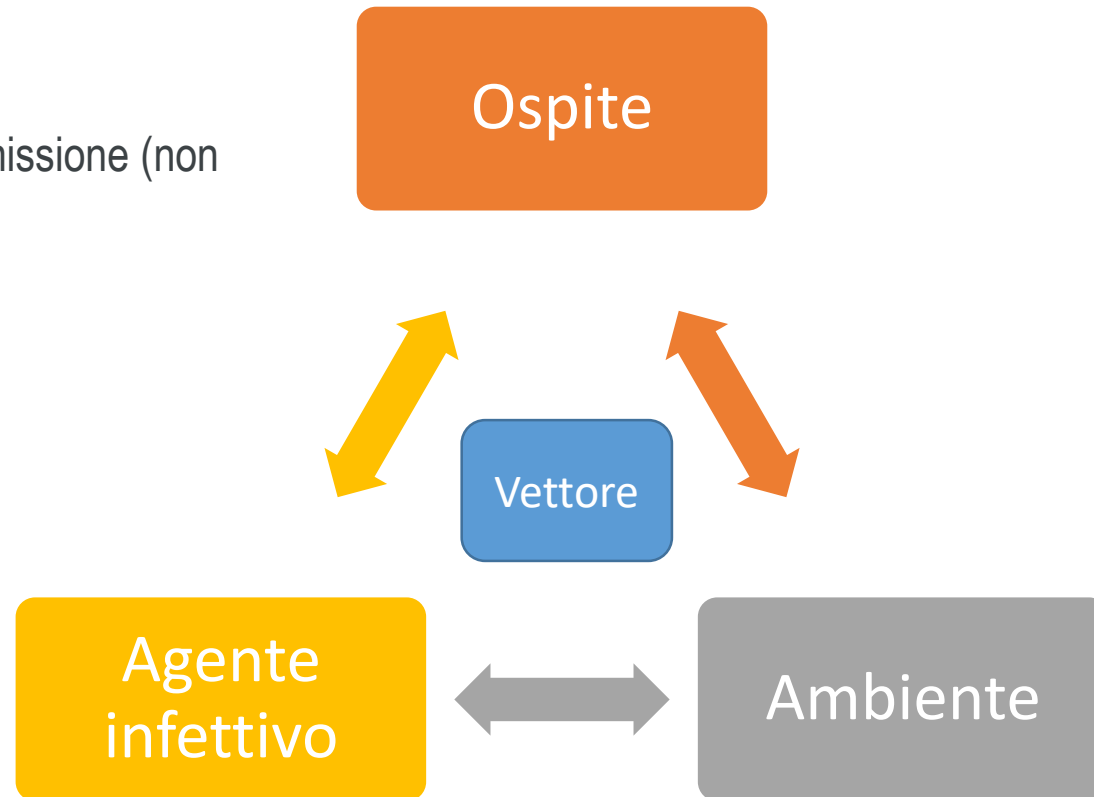 Ospite
missione (non
Vettore
Agente
infettivo
Ambiente